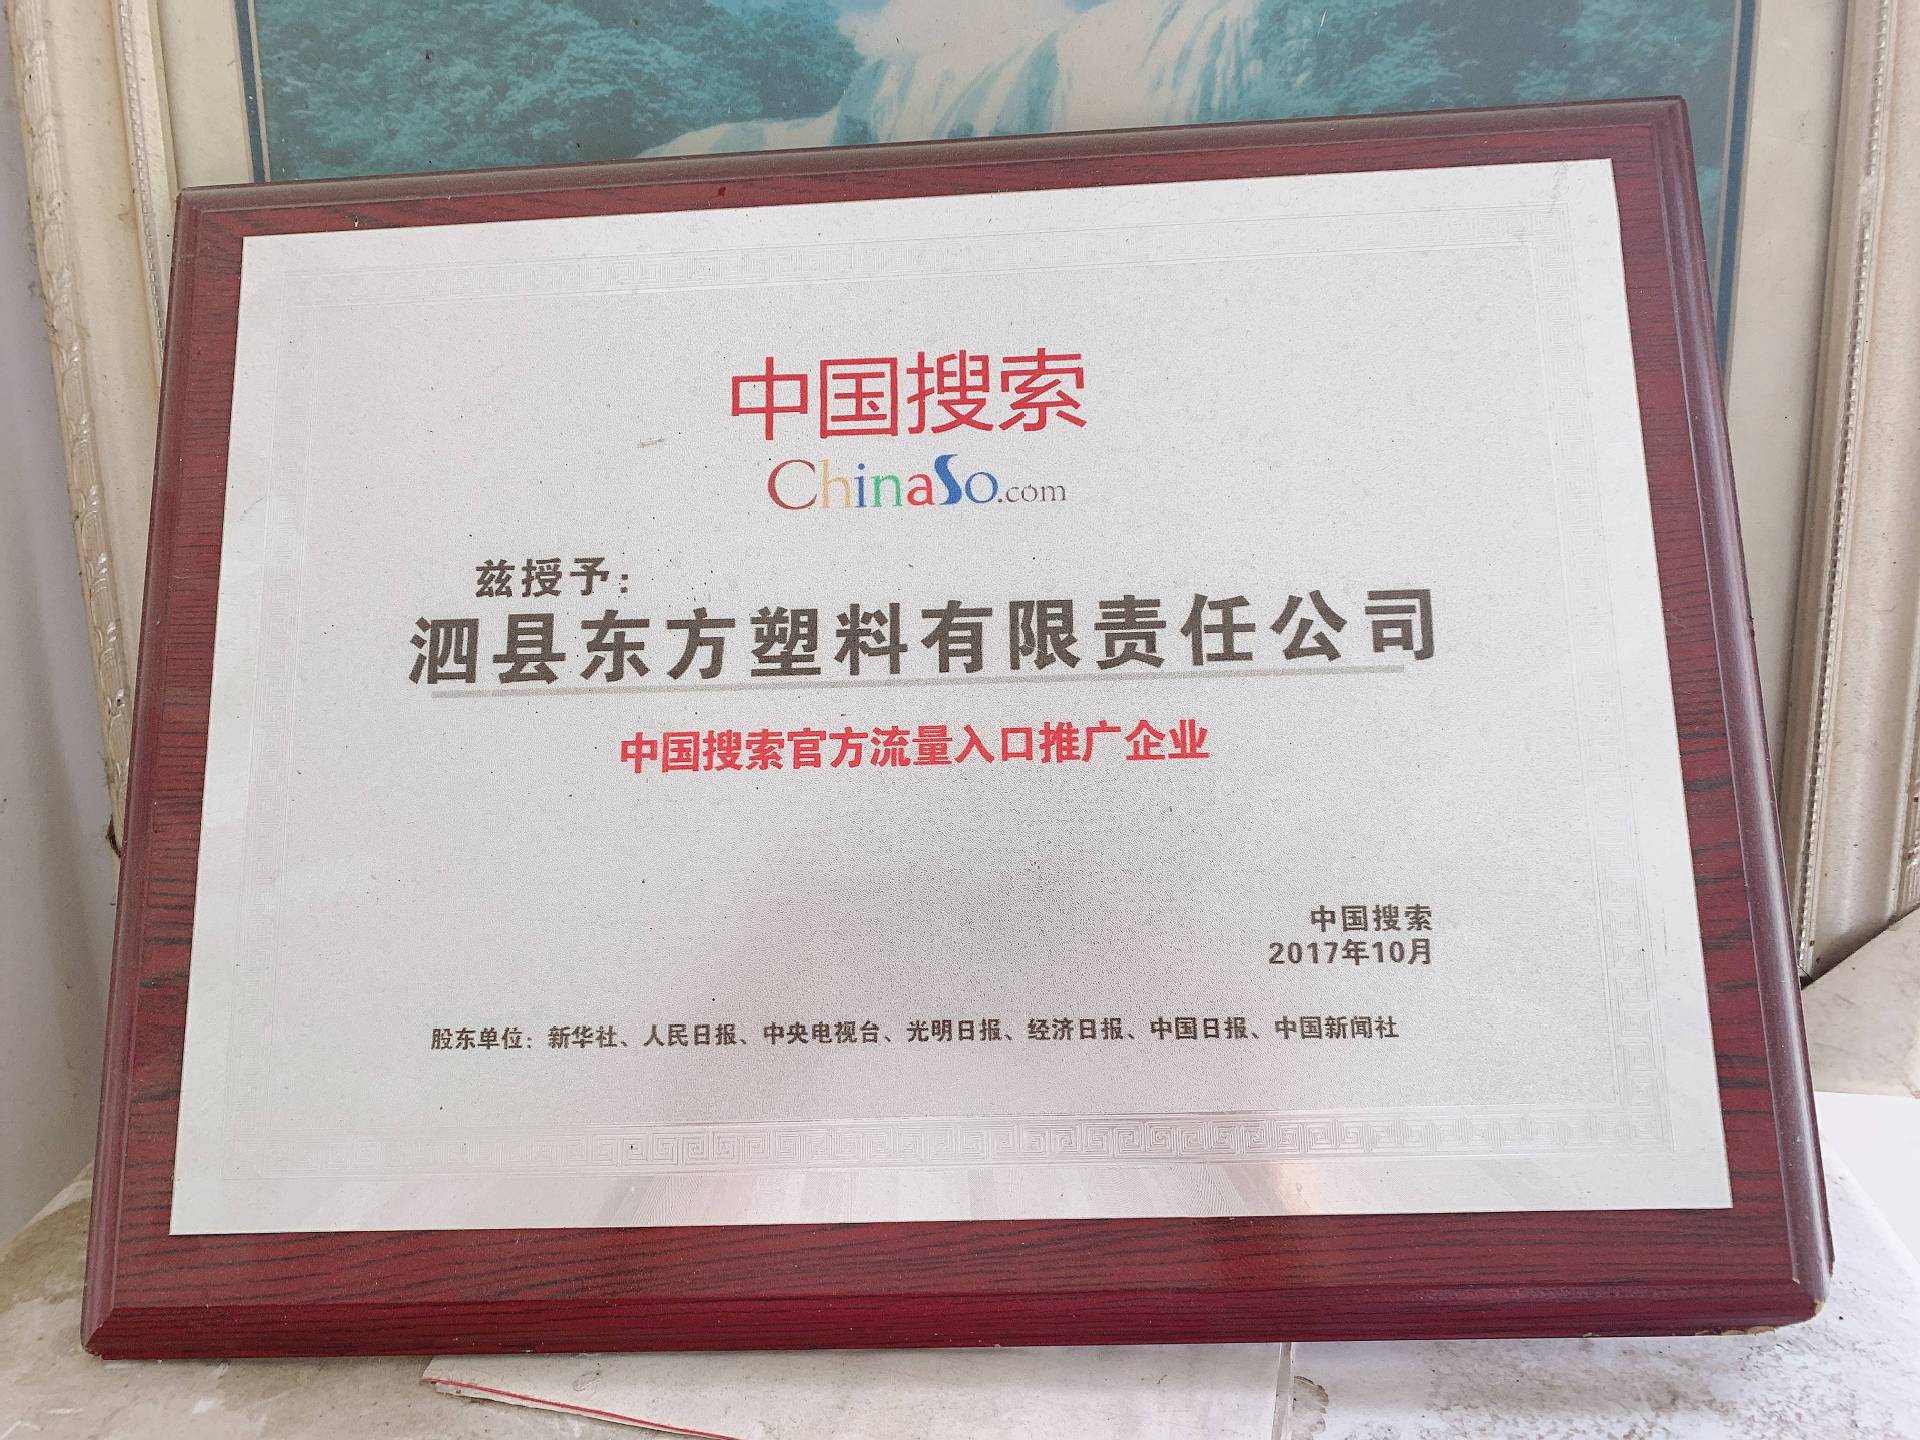 中国搜索
ChinaSo.com
兹授予：
泗县东方塑料有限责任公司
中国搜索官方流量入口推广企业
中国搜索
2017年10月
股东单位：新华社、人民日报、中央电视台、光明日报、经济日报、中国日报、中国新闻社